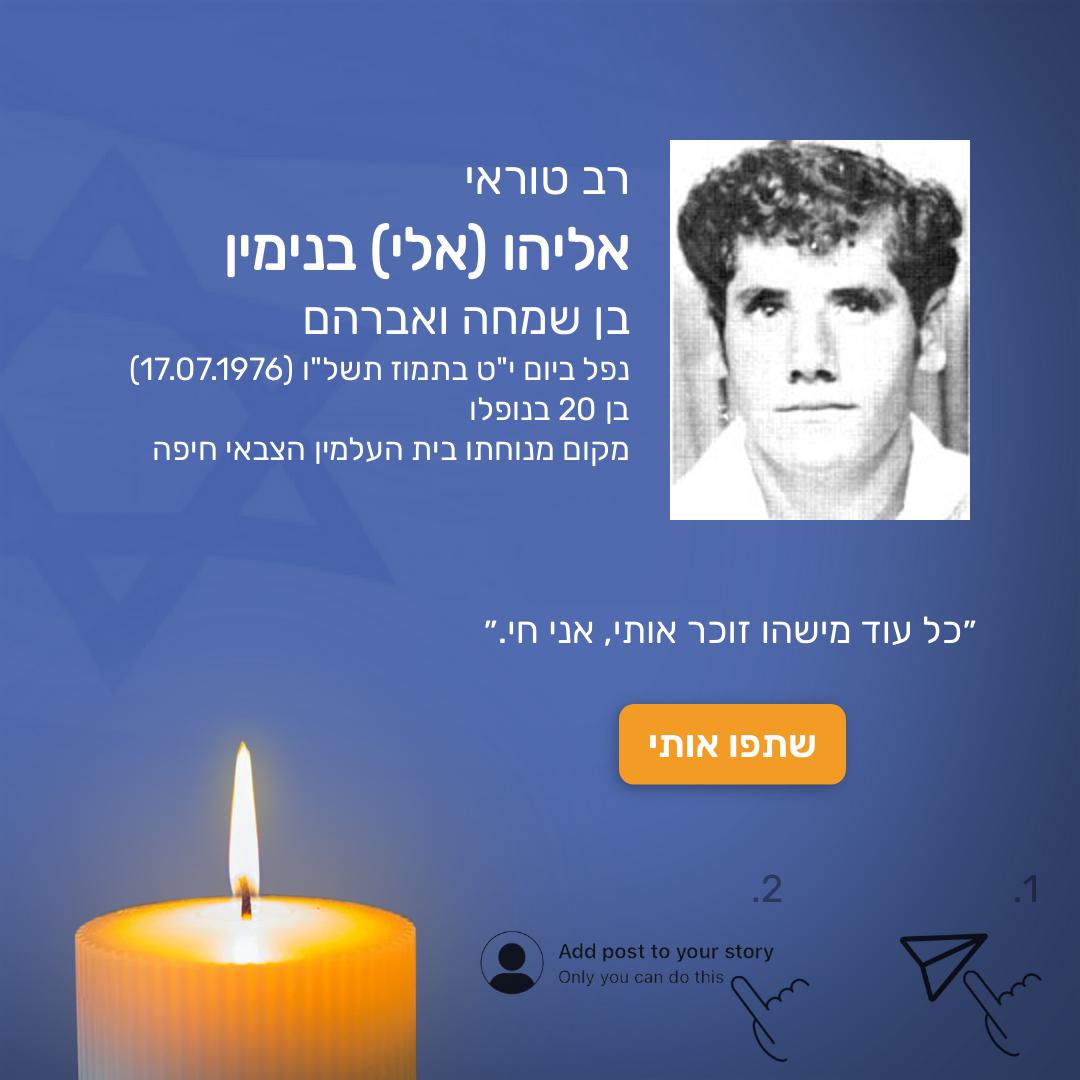 רב טוראי
אליהו (אלי) בנימין
בן שמחה ואברהם
נפל ביום י"ט בתמוז תשל"ו (17.07.1976)
בן 20 בנופלו
מקום מנוחתו בית העלמין הצבאי חיפה
״כל עוד מישהו זוכר אותי, אני חי.״
שתפו אותי
.1
.2
Add post to your story
Only you can do this